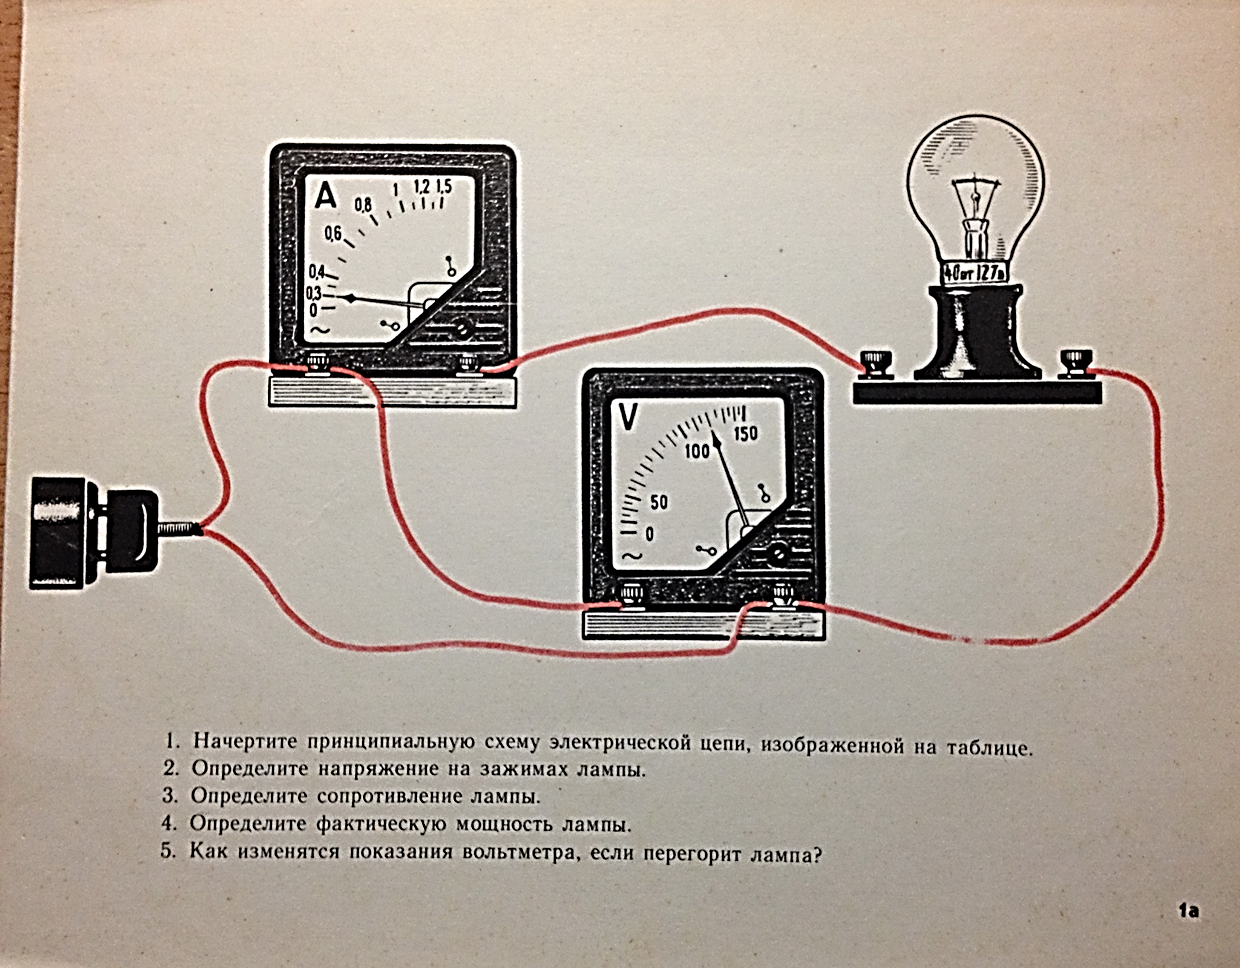 А
1 1,2 1,5
0,8
0,6
0,4
0,3
0
~
40вт 127в
V
150
100
50
0
~
1. Начертите принципиальную схему электрической цепи, изображенной на таблице.
2. Определите напряжение на зажимах лампы.
3. Определите сопротивление лампы.
4. Определите фактическую мощность лампы.
5. Как изменятся показания вольтметра, если перегорит лампа?
1а